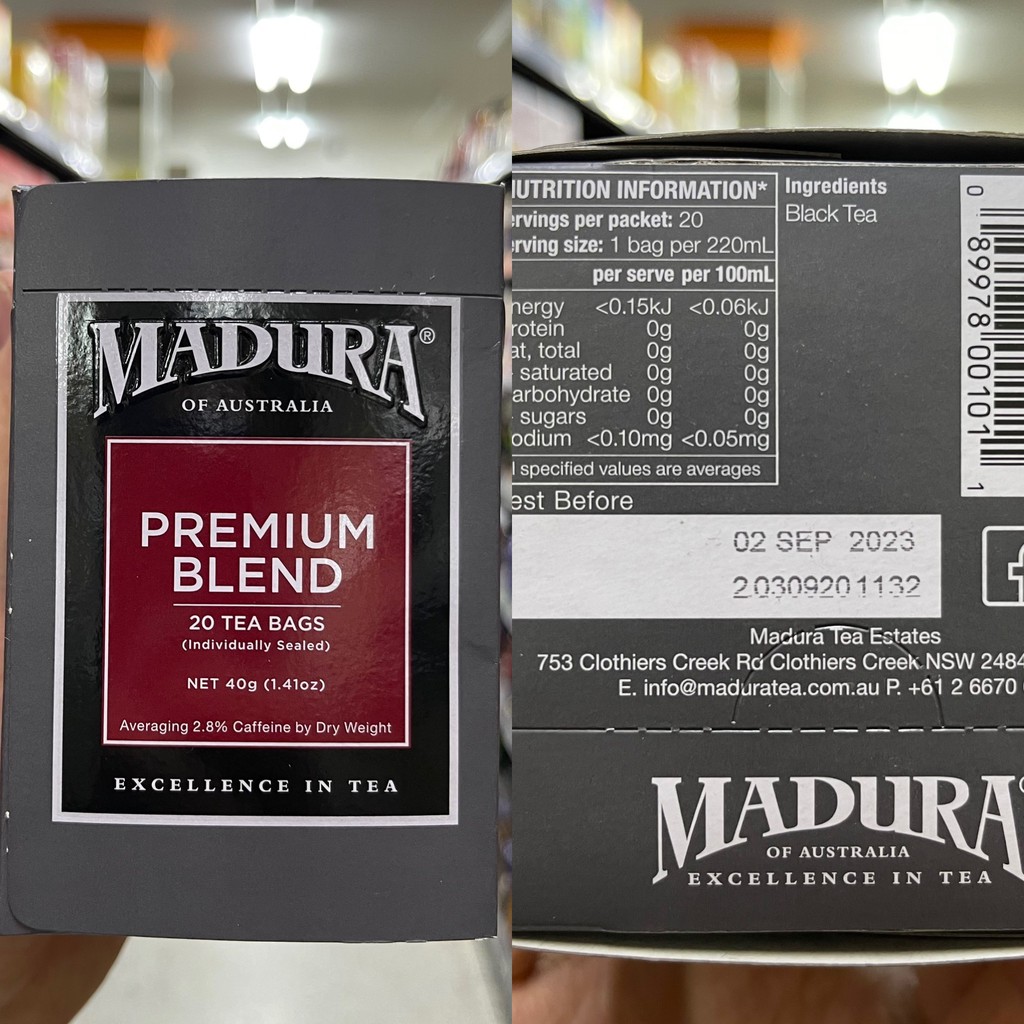 MADURA®
OF AUSTRALIA
PREMIUM
BLEND
20 TEA BAGS
(Individually Sealed)
NET 40g (1.41oz)
Averaging 2.8% Caffeine by Dry Weight
EXCELLENCE IN TEA
UTRITION INFORMATION*
ervings per packet: 20
erving size: 1 bag per 220mL
per serve per 100mL
nergy <0.15kJ <0.06kJ
rotein 0g 0g
at, total 0g 0g
- saturated 0g 0g
arbohydrate 0g 0g
sugars 0g 0g
odium <0.10mg <0.05mg
l specified values are averages
Ingredients
Black Tea
0 89978 00101 1
est Before
02 SEP 2023
20309201132
Madura Tea Estates
753 Clothiers Creek Rd Clothiers Creek NSW 2484
E. info@maduratea.com.au P. +61 2 6670
MADURA
OF AUSTRALIA
EXCELLENCE IN TEA